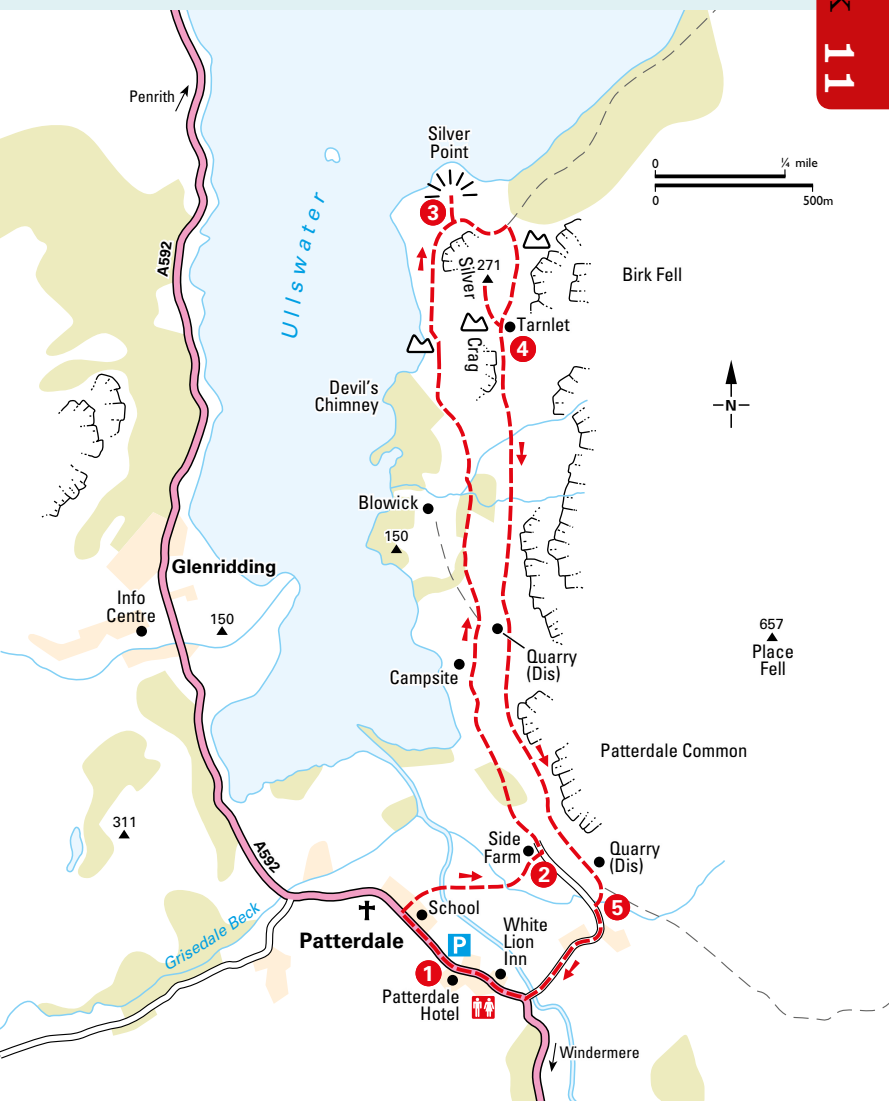 11
Penrith
Silver
Point
0
¼ mile
0
500m
3
A592
Ullswater
Silver
271
Birk Fell
Tarnlet
4
Crag
N
Devil's
Chimney
Blowick
150
Glenridding
Info
Centre
150
657
Place
Fell
Quarry
(Dis)
Campsite
Patterdale Common
311
A592
Side
Farm
2
Quarry
(Dis)
5
School
White
Lion
Inn
Grisedale Beck
Patterdale
P
1
Patterdale
Hotel
Windermere